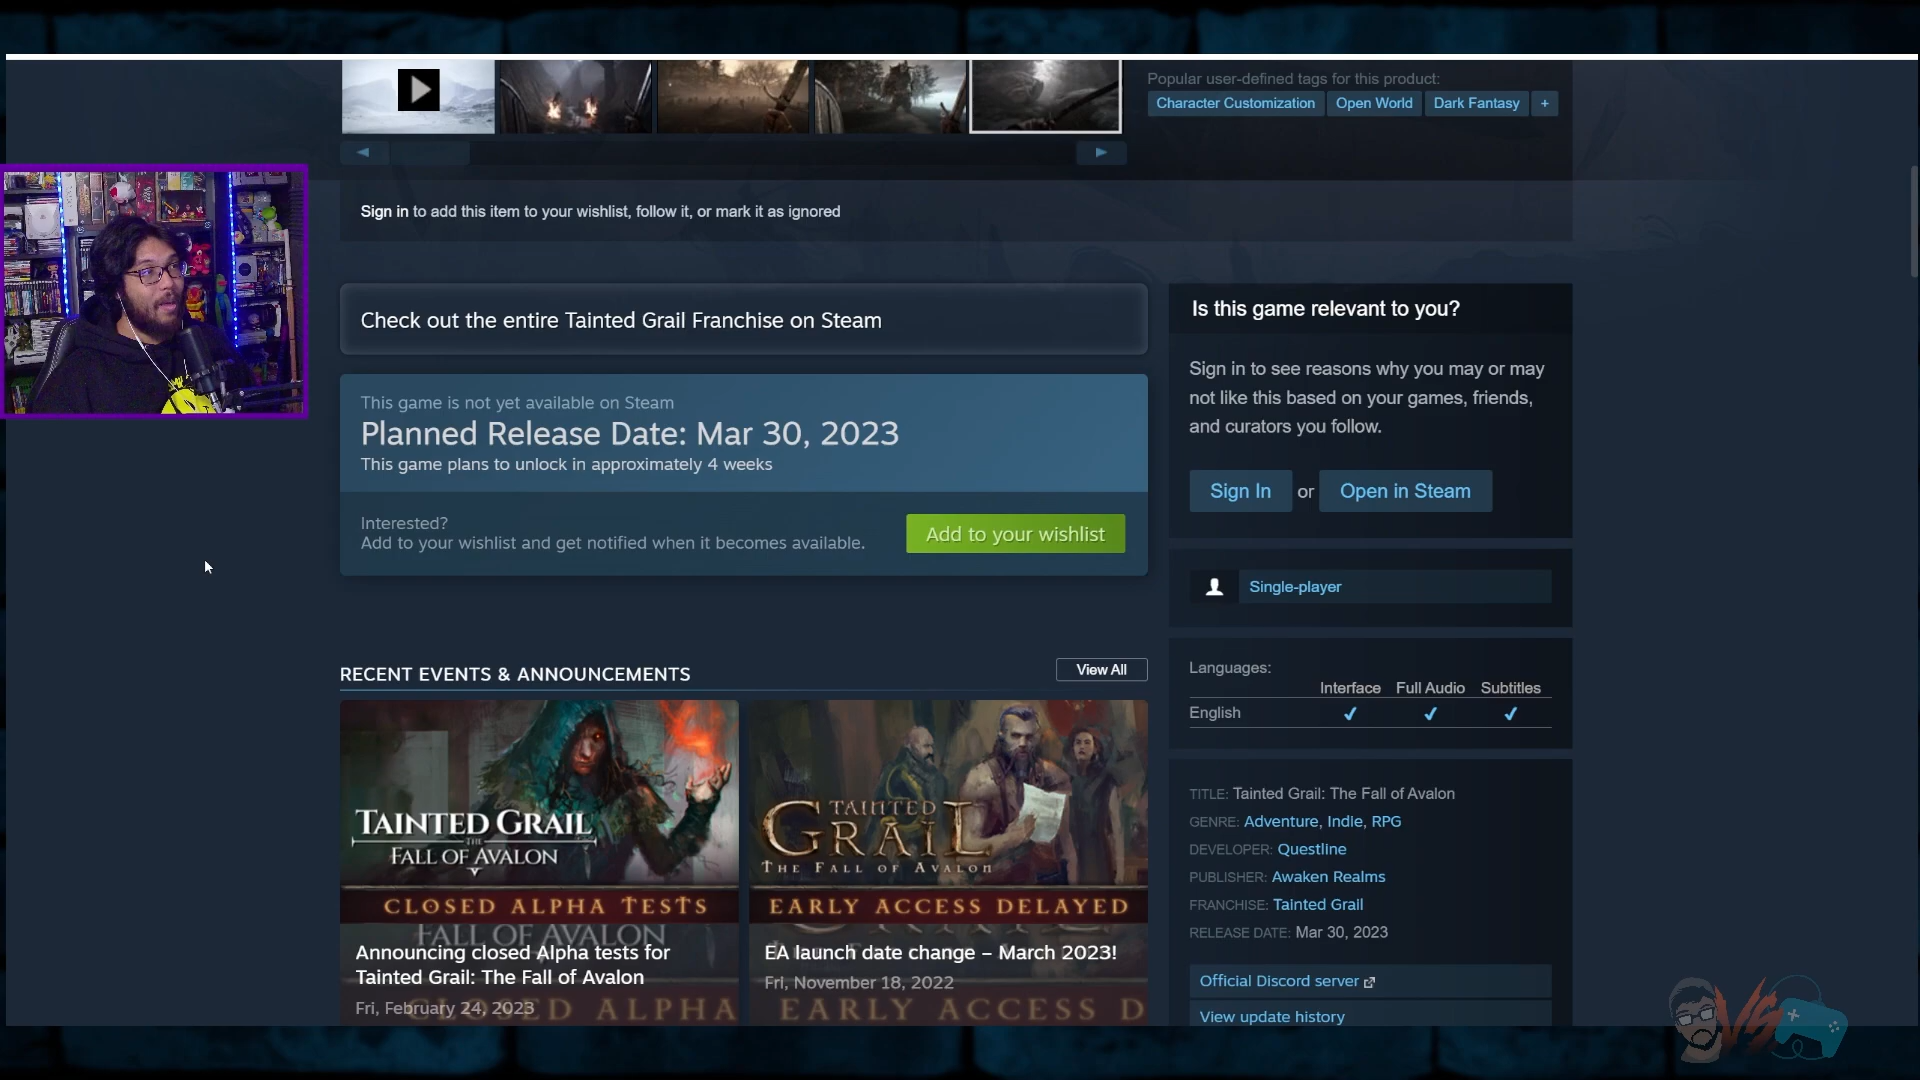 Popular user-defined tags for this product:
Character Customization Open World Dark Fantasy +
Sign in to add this item to your wishlist, follow it, or mark it as ignored
Check out the entire Tainted Grail Franchise on Steam
This game is not yet available on Steam
Planned Release Date: Mar 30, 2023
This game plans to unlock in approximately 4 weeks
Interested?
Add to your wishlist and get notified when it becomes available.
Add to your wishlist
RECENT EVENTS & ANNOUNCEMENTS
View All
TAINTED GRAIL
THE
FALL OF AVALON
CLOSED ALPHA TESTS
FALL OF AVALON
Announcing closed Alpha tests for
Tainted Grail: The Fall of Avalon
Fri, February 24, 2023
CLOSED ALPHA
TAINTED
GRAIL
THE FALL OF AVALON
EARLY ACCESS DELAYED
EA launch date change – March 2023!
Fri, November 18, 2022
EARLY ACCESS D
Is this game relevant to you?
Sign in to see reasons why you may or may
not like this based on your games, friends,
and curators you follow.
Sign In or Open in Steam
Single-player
Languages:
Interface Full Audio Subtitles
English ✔ ✔ ✔
TITLE: Tainted Grail: The Fall of Avalon
GENRE: Adventure, Indie, RPG
DEVELOPER: Questline
PUBLISHER: Awaken Realms
FRANCHISE: Tainted Grail
RELEASE DATE: Mar 30, 2023
Official Discord server
View update history
VS